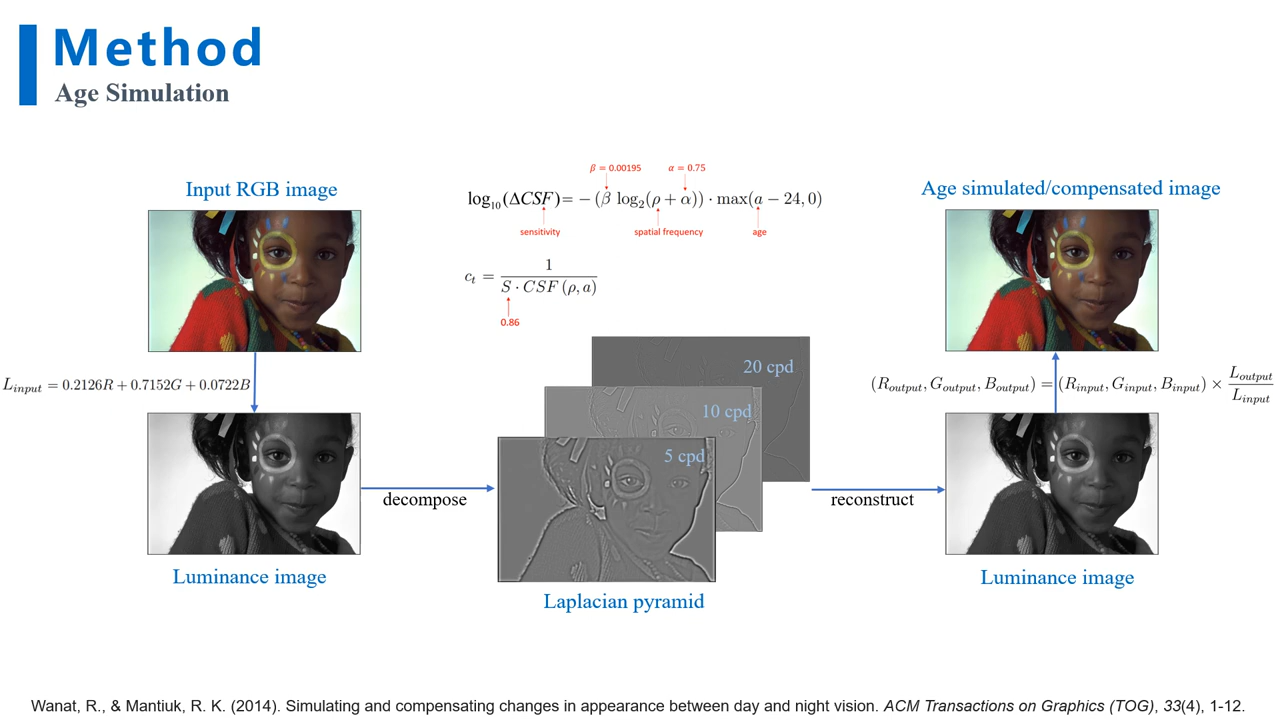 Method
Age Simulation
Input RGB image
β = 0.00195
α = 0.75
log₁₀(ΔCSF) = −(β log₂(ρ + α)) · max(a − 24, 0)
sensitivity
spatial frequency
age
cₜ = 1 / (S · CSF (ρ, a))
0.86
Age simulated/compensated image
L_input = 0.2126R + 0.7152G + 0.0722B
20 cpd
10 cpd
5 cpd
(R_output, G_output, B_output) = (R_input, G_input, B_input) × L_output / L_input
decompose
reconstruct
Luminance image
Laplacian pyramid
Luminance image
Wanat, R., & Mantiuk, R. K. (2014). Simulating and compensating changes in appearance between day and night vision. ACM Transactions on Graphics (TOG), 33(4), 1-12.